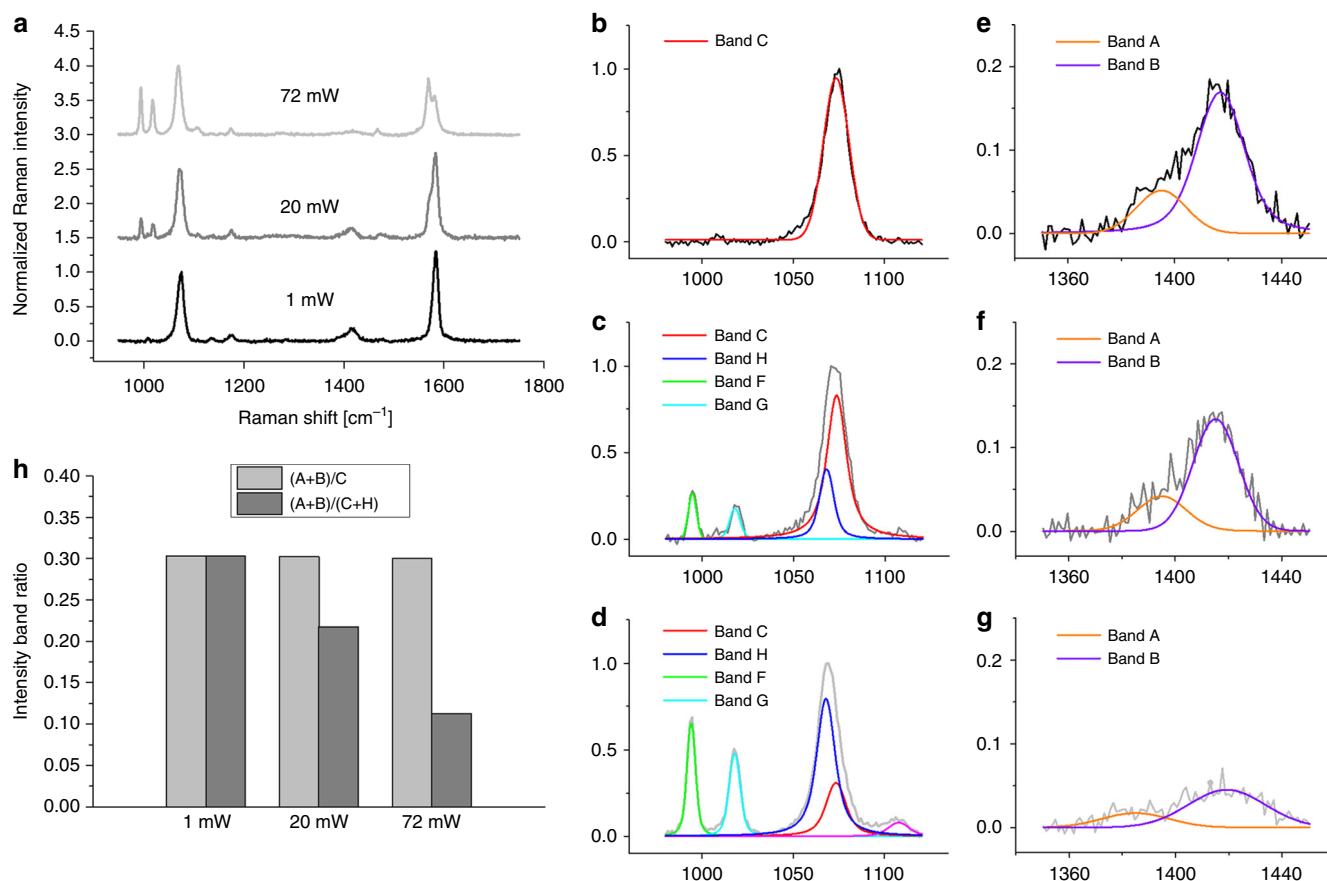 a
Normalized Raman intensity
4.5
4.0
3.5
3.0
2.5
2.0
1.5
1.0
0.5
0.0
72 mW
20 mW
1 mW
1000 1200 1400 1600 1800
Raman shift [cm⁻¹]
b
Band C
1.0
0.5
0.0
1000 1050 1100
e
Band A
Band B
0.2
0.1
0.0
1360 1400 1440
c
Band C
Band H
Band F
Band G
1.0
0.5
0.0
1000 1050 1100
f
Band A
Band B
0.2
0.1
0.0
1360 1400 1440
h
Intensity band ratio
(A+B)/C
(A+B)/(C+H)
0.40
0.35
0.30
0.25
0.20
0.15
0.10
0.05
0.00
1 mW 20 mW 72 mW
d
Band C
Band H
Band F
Band G
1.0
0.5
0.0
1000 1050 1100
g
Band A
Band B
0.2
0.1
0.0
1360 1400 1440